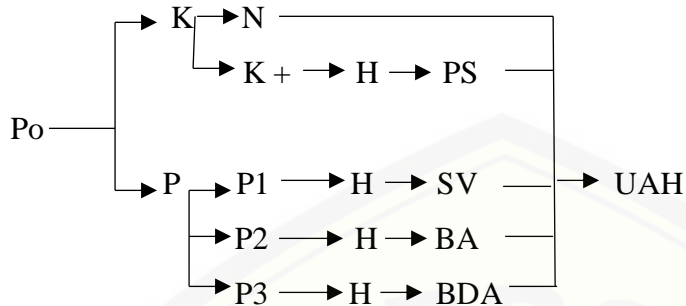 K N
K + H PS
Po
P P1 H SV UAH
P2 H BA
P3 H BDA